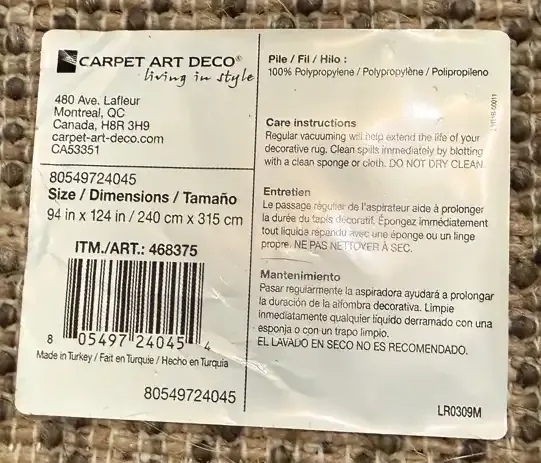 CARPET ART DECO®
living in style
480 Ave. Lafleur
Montreal, QC
Canada, H8R 3H9
carpet-art-deco.com
CA53351
80549724045
Size / Dimensions / Tamaño
94 in x 124 in / 240 cm x 315 cm
ITM./ART.: 468375
8 05497 24045 4
Made in Turkey / Fait en Turquie / Hecho en Turquia
80549724045
Pile / Fil / Hilo :
100% Polypropylene / Polypropylène / Polipropileno
Care instructions
Regular vacuuming will help extend the life of your
decorative rug. Clean spills immediately by blotting
with a clean sponge or cloth. DO NOT DRY CLEAN.
Entretien
Le passage régulier de l'aspirateur aide à prolonger
la durée du tapis décoratif. Épongez immédiatement
tout liquide répandu avec une éponge ou un linge
propre. NE PAS NETTOYER À SEC.
Mantenimiento
Pasar regularmente la aspiradora ayudará a prolongar
la duración de la alfombra decorativa. Limpie
inmediatamente qualquier líquido derramado con una
esponja o con un trapo limpio.
EL LAVADO EN SECO NO ES RECOMENDADO.
LR0309M